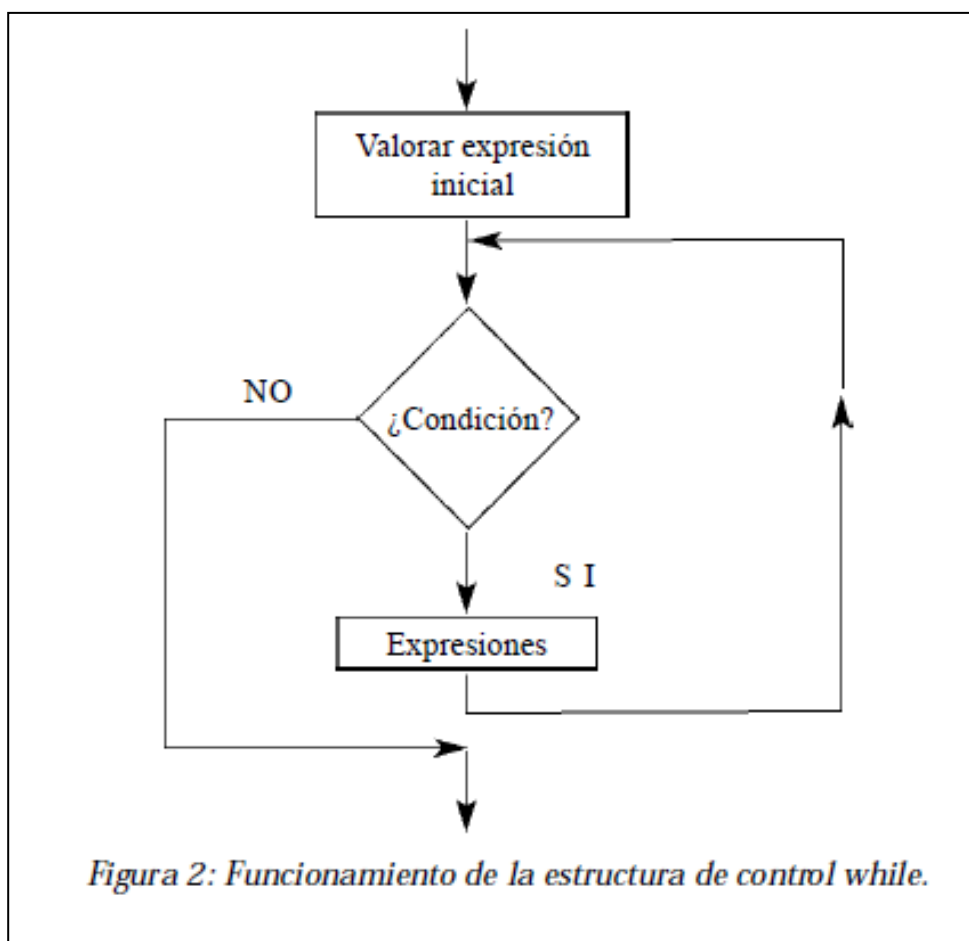 Valorar expresión
inicial
NO
¿Condición?
S I
Expresiones
Figura 2: Funcionamiento de la estructura de control while.